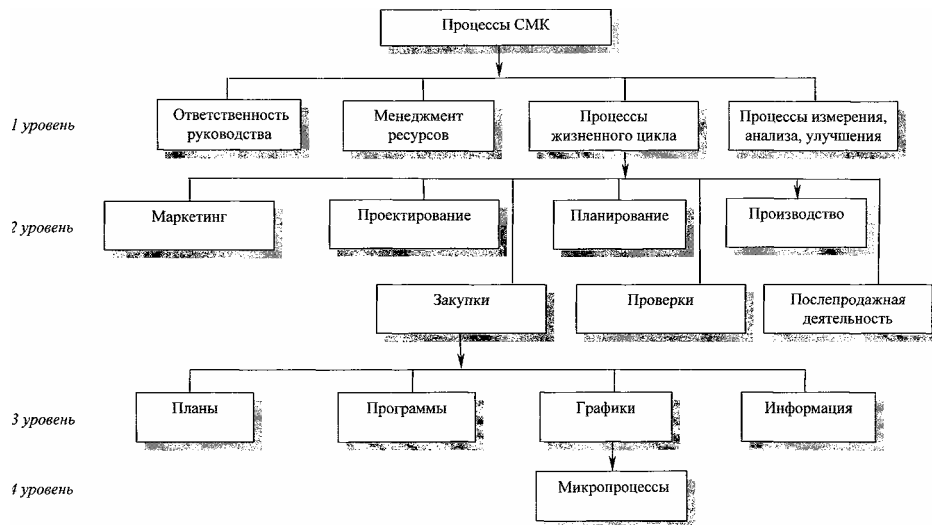 Процессы СМК
1 уровень
Ответственность
руководства
Менеджмент
ресурсов
Процессы
жизненного цикла
Процессы измерения,
анализа, улучшения
2 уровень
Маркетинг
Проектирование
Планирование
Производство
Закупки
Проверки
Послепродажная
деятельность
3 уровень
Планы
Программы
Графики
Информация
4 уровень
Микропроцессы